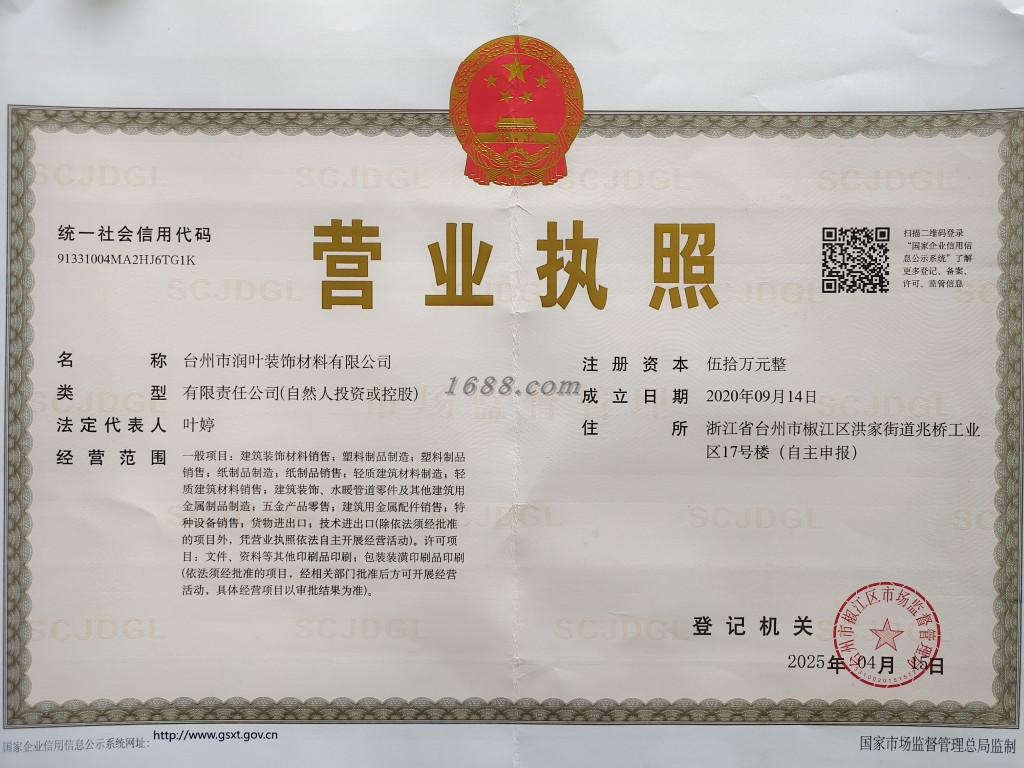 营业执照
统一社会信用代码
91331004MA2HJ6TG1K
扫描二维码登录
“国家企业信用信
息公示系统”了解
更多登记、备案、
许可、监管信息
名称 台州市润叶装饰材料有限公司
类型 有限责任公司(自然人投资或控股)
法定代表人 叶婷
经营范围 一般项目：建筑装饰材料销售；塑料制品制造；塑料制品
销售；纸制品制造；纸制品销售；轻质建筑材料制造；轻
质建筑材料销售；建筑装饰、水暖管道零件及其他建筑用
金属制品制造；五金产品零售；建筑用金属配件销售；特
种设备销售；货物进出口；技术进出口(除依法须经批准
的项目外，凭营业执照依法自主开展经营活动)。许可项
目：文件、资料等其他印刷品印刷；包装装潢印刷品印刷
(依法须经批准的项目，经相关部门批准后方可开展经营
活动，具体经营项目以审批结果为准)。
注册资本 伍拾万元整
成立日期 2020年09月14日
住所 浙江省台州市椒江区洪家街道兆桥工业
区17号楼（自主申报）
1688.com
登记机关
台州市椒江区市场监督管理局
2025年 04月 15日
国家企业信用信息公示系统网址：http://www.gsxt.gov.cn
国家市场监督管理总局监制
SCJDGL
市场监督管理